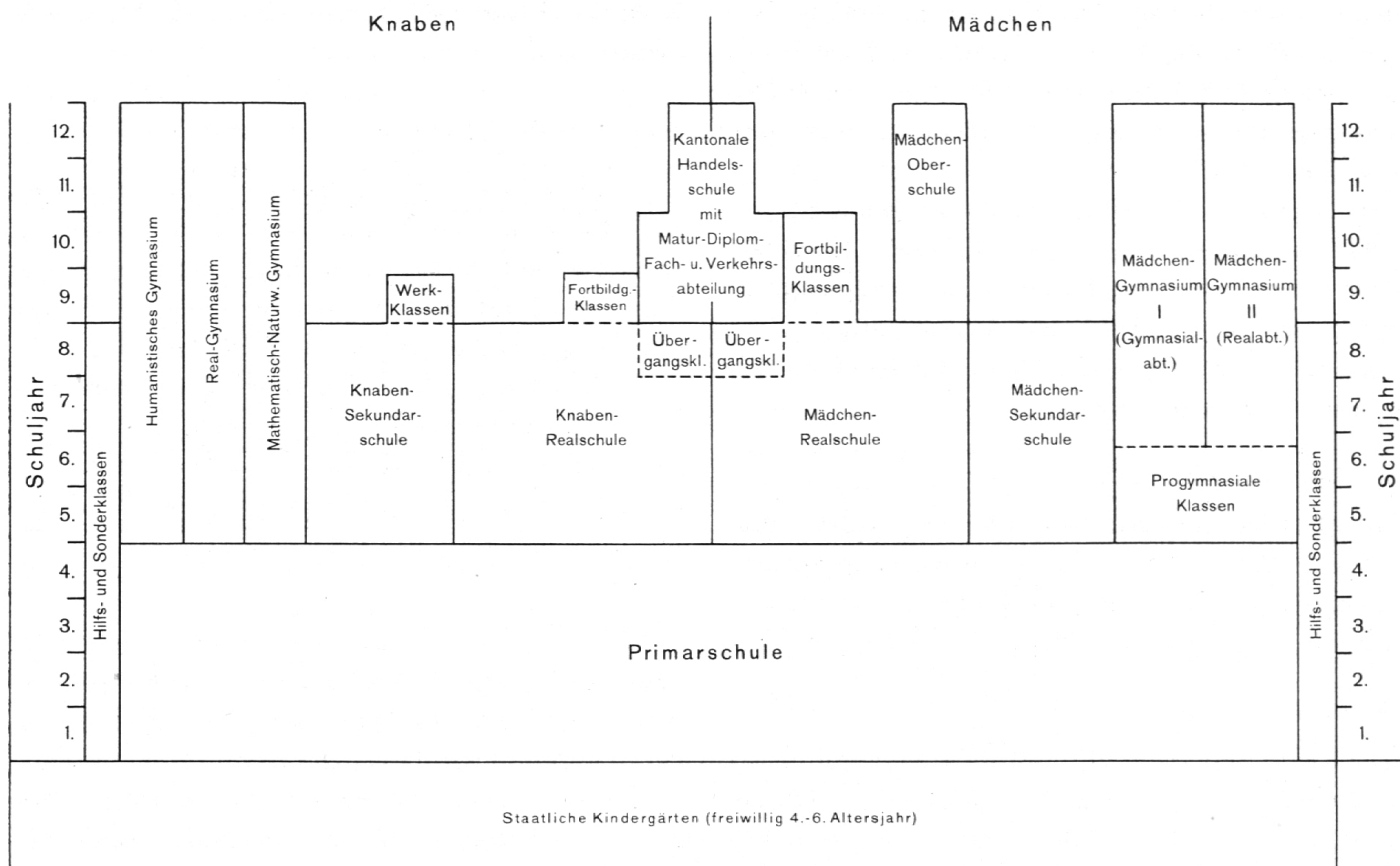 Knaben
Mädchen
Schuljahr
12.
11.
10.
9.
8.
7.
6.
5.
4.
3.
2.
1.
Hilfs- und Sonderklassen
Humanistisches Gymnasium
Real-Gymnasium
Mathematisch-Naturw. Gymnasium
Werk-
Klassen
Knaben-
Sekundar-
schule
Fortbildg.-
Klassen
Knaben-
Realschule
Kantonale
Handels-
schule
mit
Matur-Diplom-
Fach- u. Verkehrs-
abteilung
Über-
gangskl.
Über-
gangskl.
Fortbil-
dungs-
Klassen
Mädchen-
Realschule
Mädchen-
Ober-
schule
Mädchen-
Sekundar-
schule
Mädchen-
Gymnasium
I
(Gymnasial-
abt.)
Mädchen-
Gymnasium
II
(Realabt.)
Progymnasiale
Klassen
Hilfs- und Sonderklassen
12.
11.
10.
9.
8.
7.
6.
5.
4.
3.
2.
1.
Schuljahr
Primarschule
Staatliche Kindergärten (freiwillig 4.-6. Altersjahr)